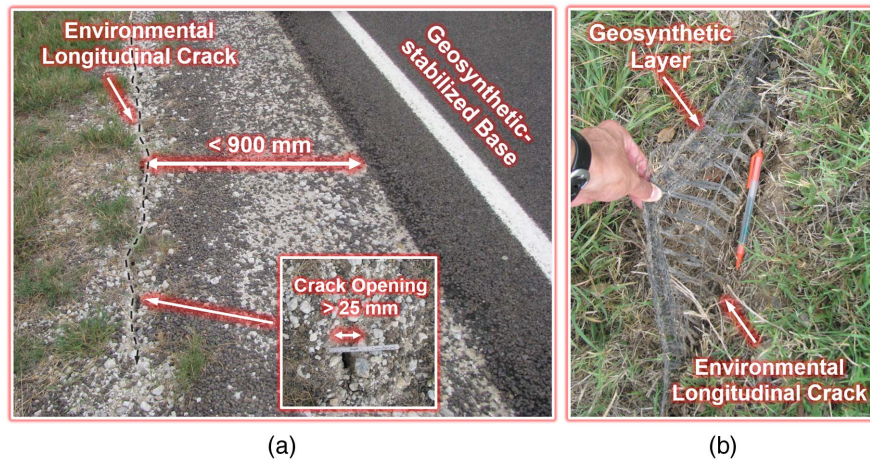 Environmental
Longitudinal Crack
Geosynthetic-
stabilized Base
< 900 mm
Crack Opening
> 25 mm
(a)
Geosynthetic
Layer
Environmental
Longitudinal Crack
(b)